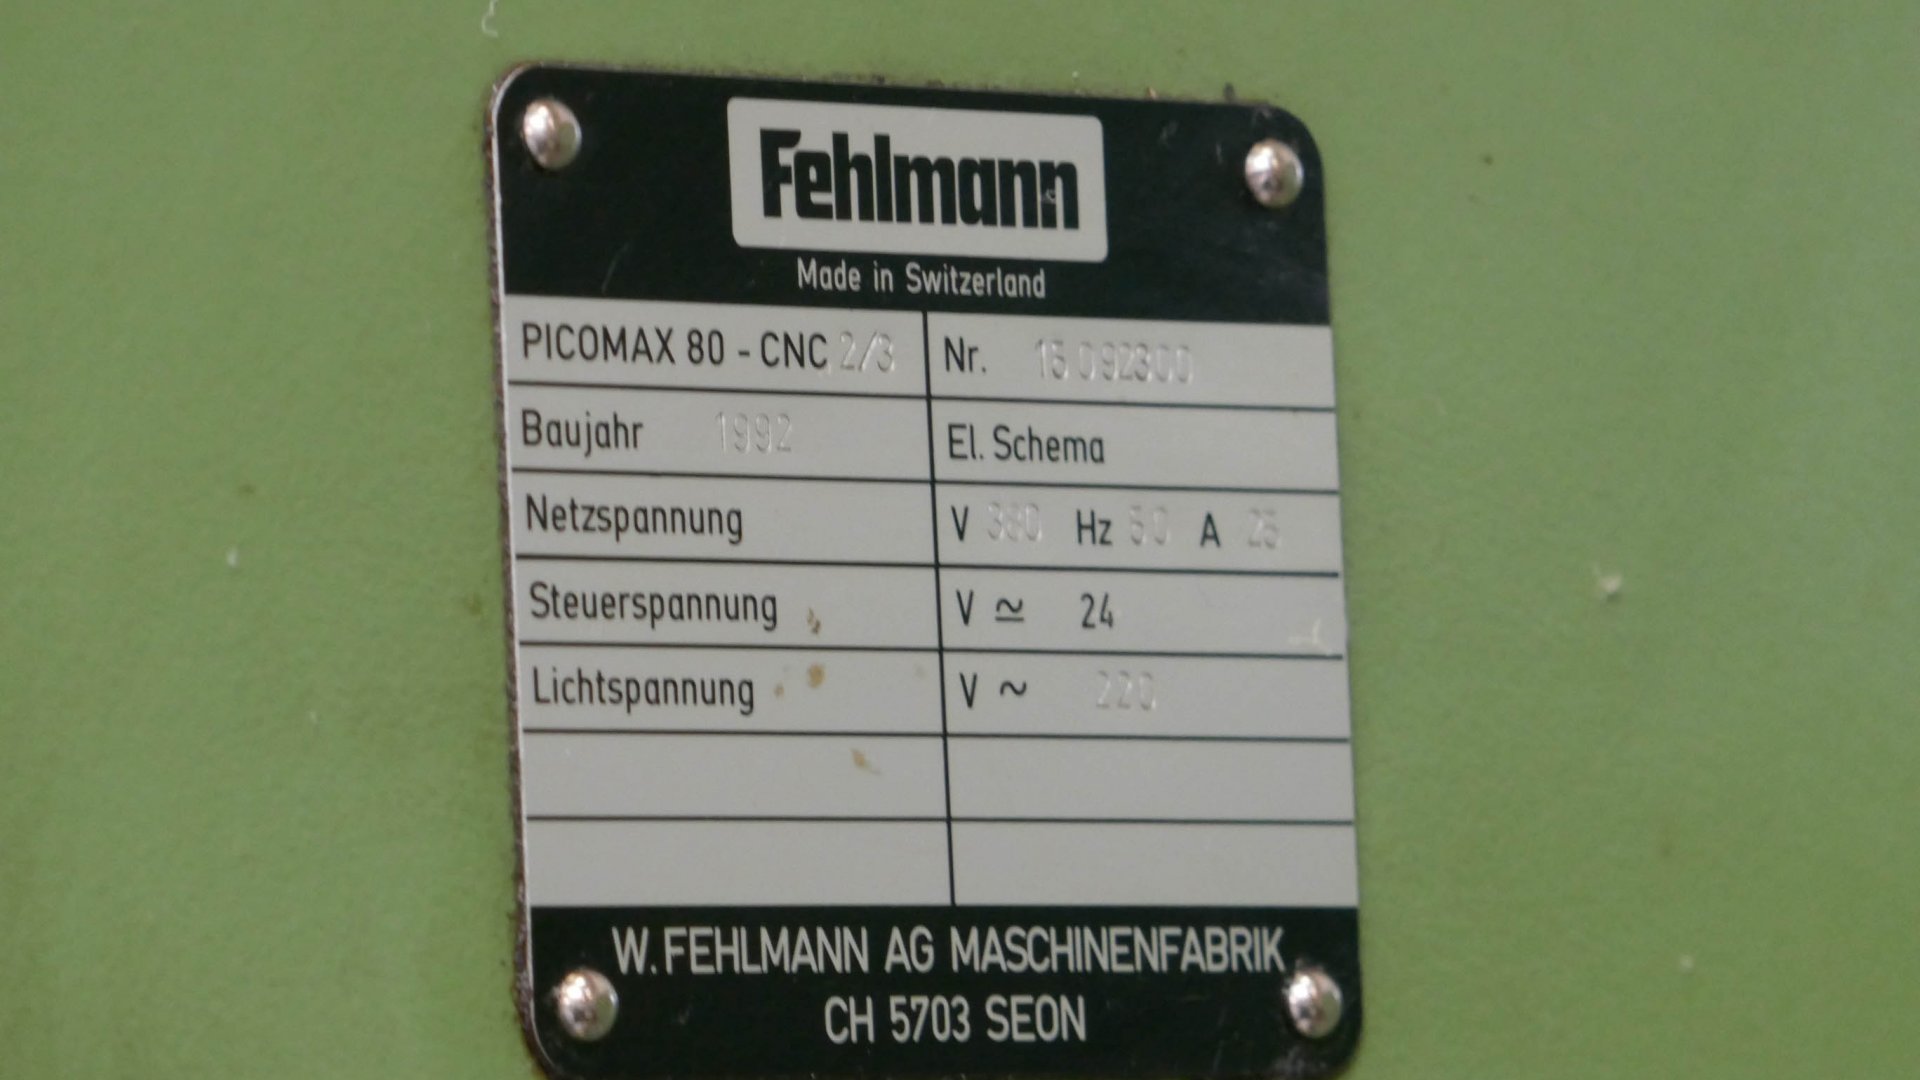 Fehlmann
Made in Switzerland
PICOMAX 80 - CNC 2/3 Nr. 15 092300
Baujahr 1992 El. Schema
Netzspannung V 380 Hz 50 A 25
Steuerspannung V ≃ 24
Lichtspannung V ~ 220
W. FEHLMANN AG MASCHINENFABRIK
CH 5703 SEON